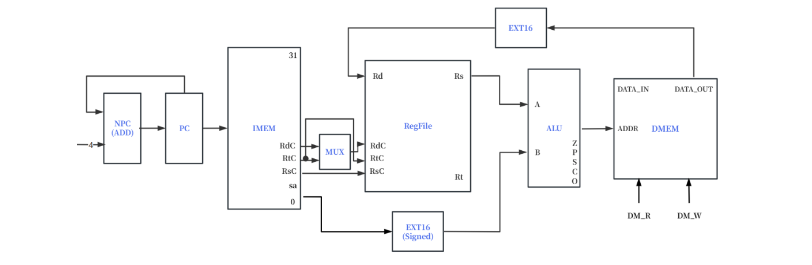 EXT16
31
Rd
Rs
DATA_IN
DATA_OUT
NPC
(ADD)
PC
IMEM
RegFile
A
ALU
ADDR
DMEM
4
RdC
RtC
RsC
sa
0
MUX
RdC
RtC
RsC
Rt
B
Z
P
S
C
O
EXT16
(Signed)
DM_R
DM_W